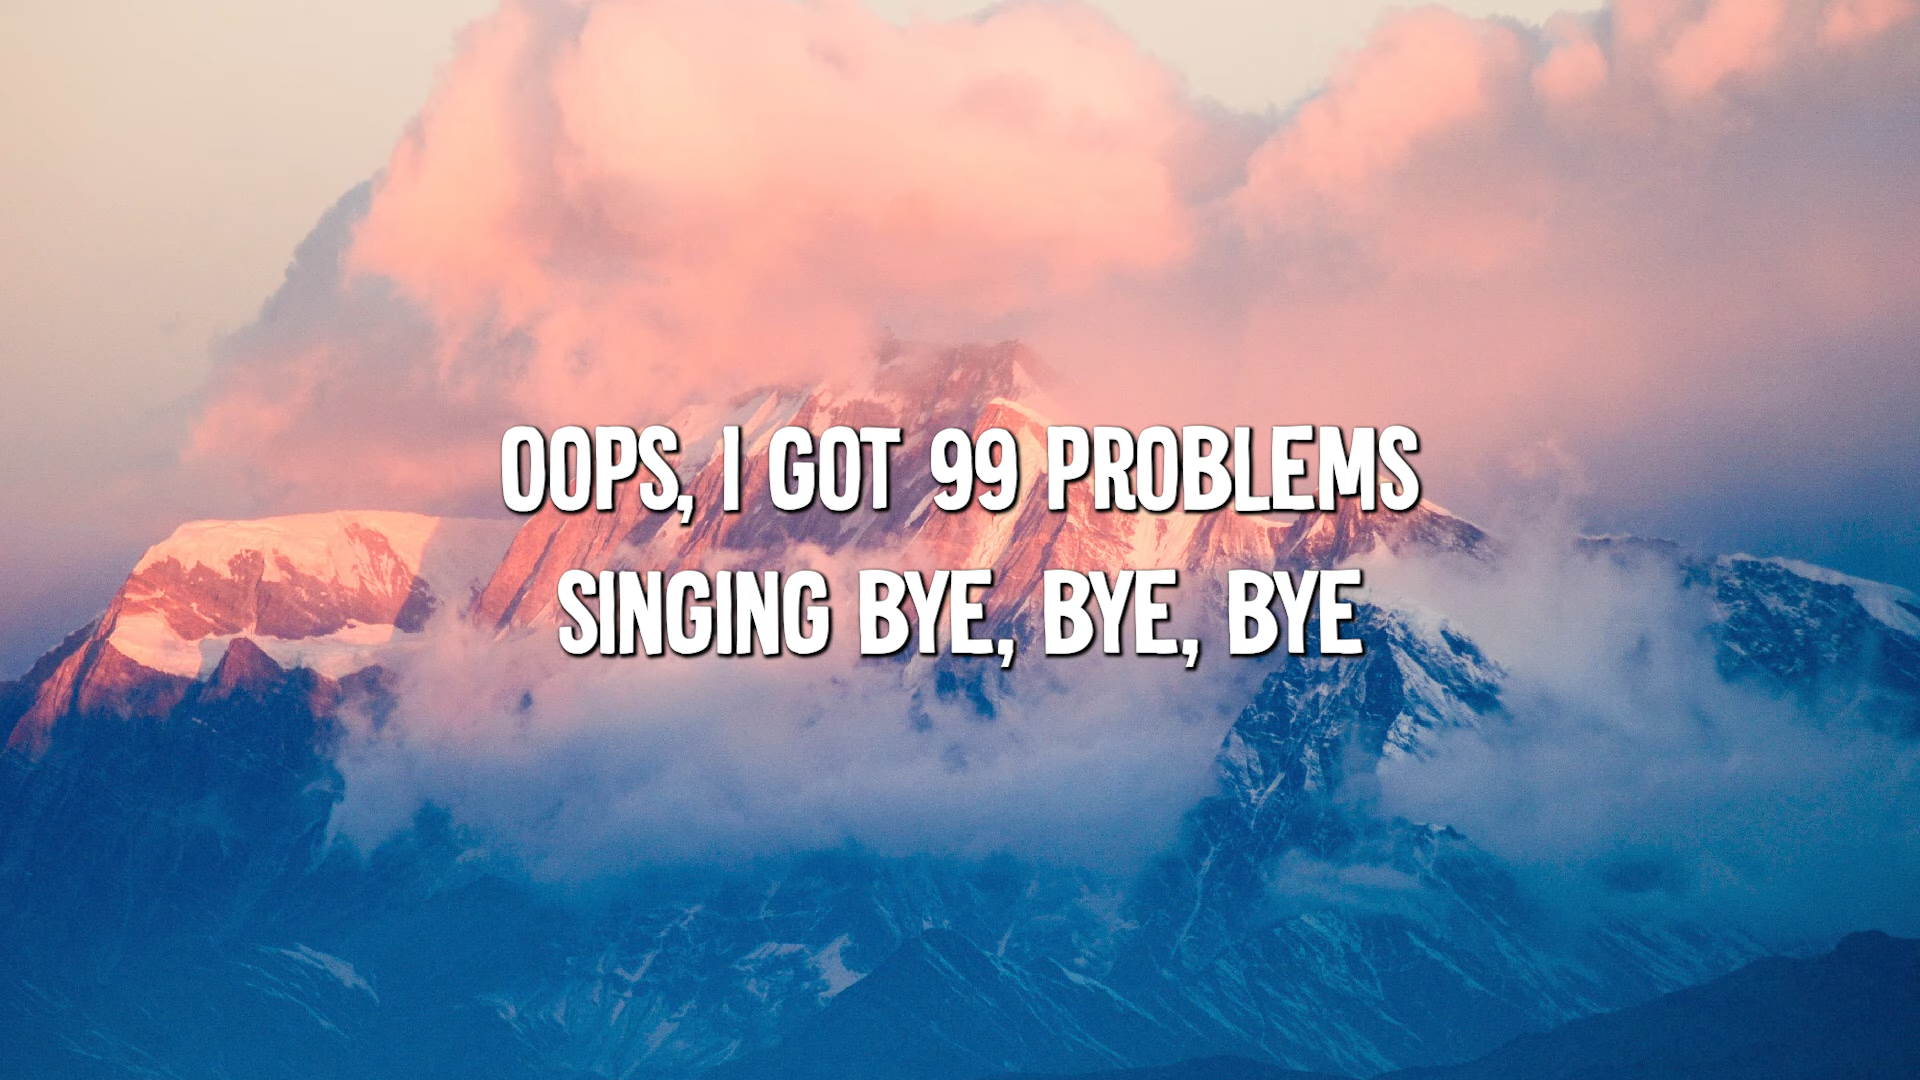 OOPS, I GOT 99 PROBLEMS
SINGING BYE, BYE, BYE